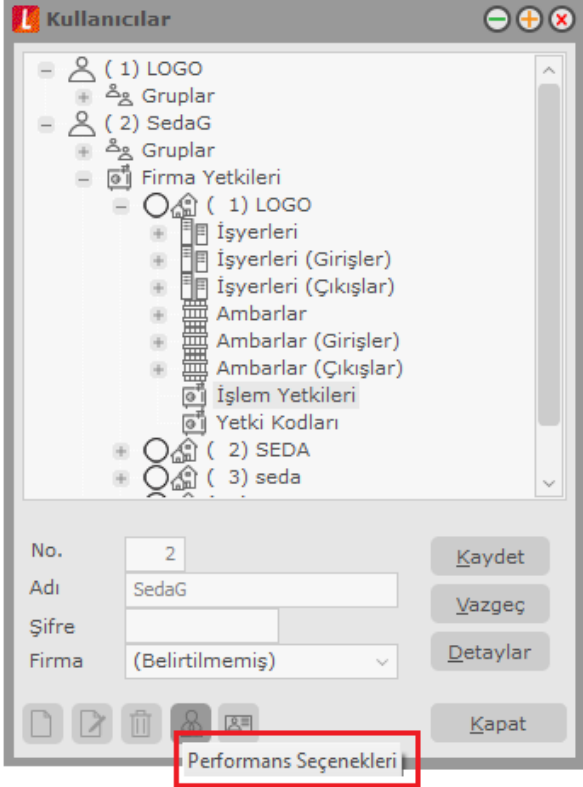 Kullanıcılar
( 1) LOGO
Gruplar
( 2) SedaG
Gruplar
Firma Yetkileri
( 1) LOGO
İşyerleri
İşyerleri (Girişler)
İşyerleri (Çıkışlar)
Ambarlar
Ambarlar (Girişler)
Ambarlar (Çıkışlar)
İşlem Yetkileri
Yetki Kodları
( 2) SEDA
( 3) seda
No. 2 Kaydet
Adı SedaG Vazgeç
Şifre
Firma (Belirtilmemiş) Detaylar
Kapat
Performans Seçenekleri